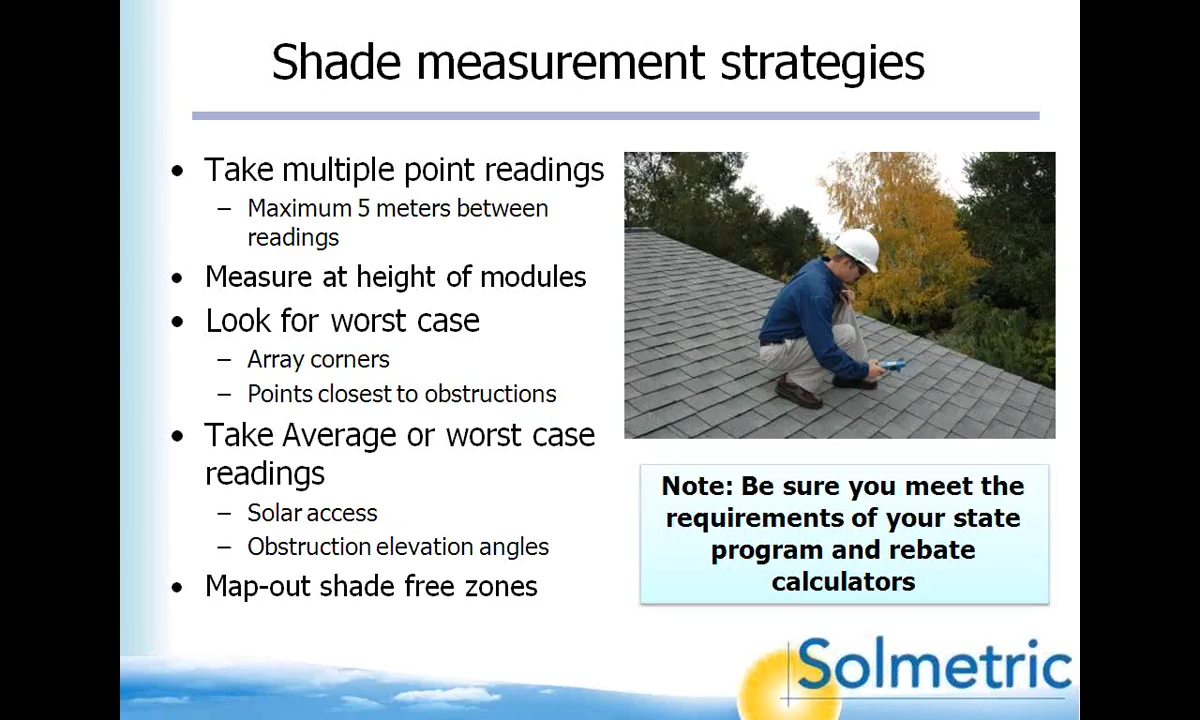 Shade measurement strategies
• Take multiple point readings
– Maximum 5 meters between
readings
• Measure at height of modules
• Look for worst case
– Array corners
– Points closest to obstructions
• Take Average or worst case
readings
– Solar access
– Obstruction elevation angles
• Map-out shade free zones
Note: Be sure you meet the
requirements of your state
program and rebate
calculators
Solmetric